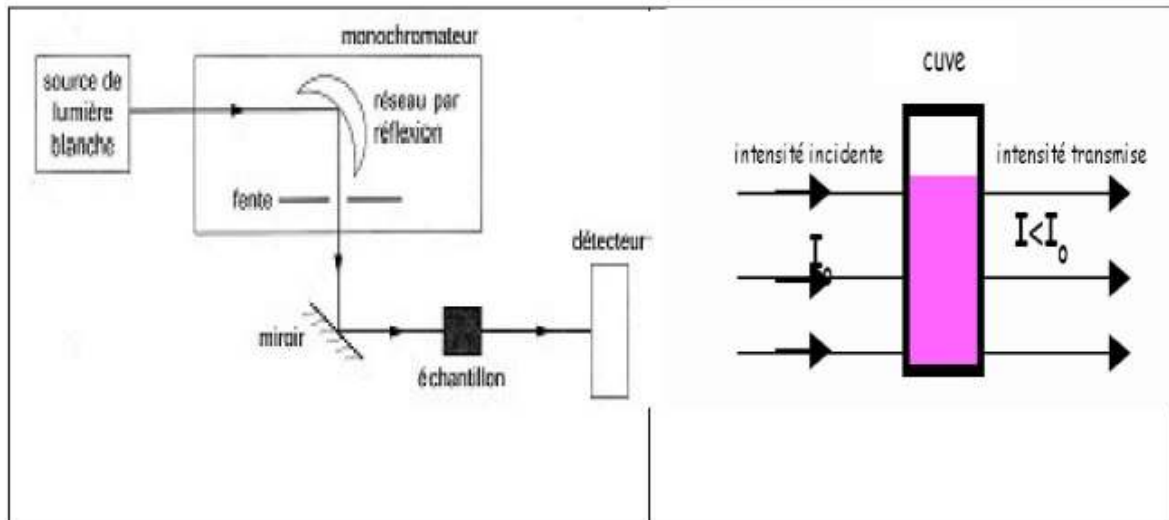 monochromateur
source de
lumière
blanche
réseau par
réflexion
fente
détecteur
miroir
échantillon
cuve
intensité incidente
intensité transmise
I₀
I<I₀